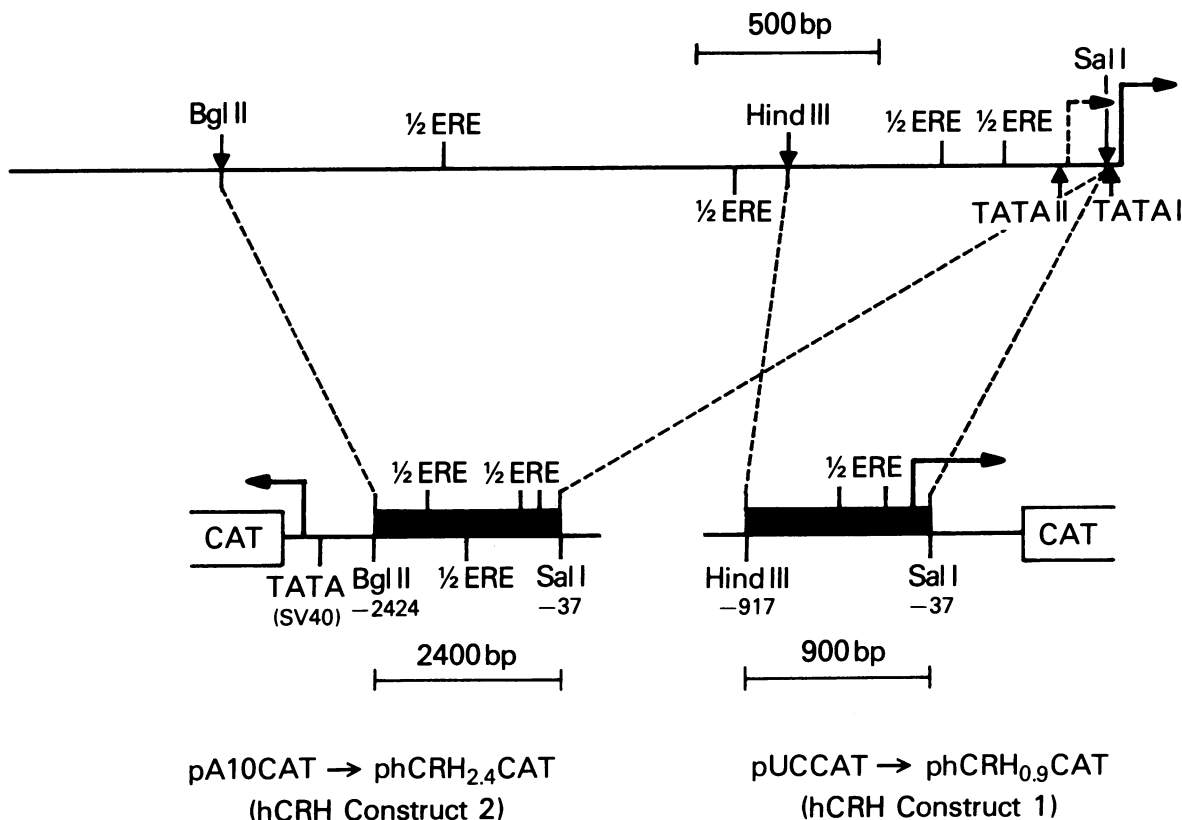 500 bp
Sal I
Bgl II
½ ERE
Hind III
½ ERE ½ ERE
½ ERE
TATA II TATA I
½ ERE ½ ERE
½ ERE
CAT
CAT
TATA
(SV40)
Bgl II
−2424
½ ERE
Sal I
−37
Hind III
−917
Sal I
−37
2400 bp
900 bp
pA10CAT → phCRH2.4CAT
(hCRH Construct 2)
pUCCAT → phCRH0.9CAT
(hCRH Construct 1)